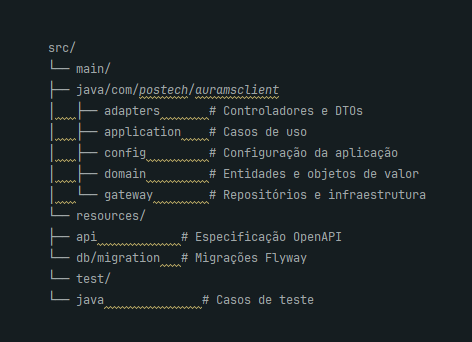 src/
└── main/
├── java/com/postech/auramsclient
│   ├── adapters       # Controladores e DTOs
│   ├── application    # Casos de uso
│   ├── config         # Configuração da aplicação
│   ├── domain         # Entidades e objetos de valor
│   └── gateway        # Repositórios e infraestrutura
└── resources/
├── api            # Especificação OpenAPI
└── db/migration   # Migrações Flyway
└── test/
└── java              # Casos de teste